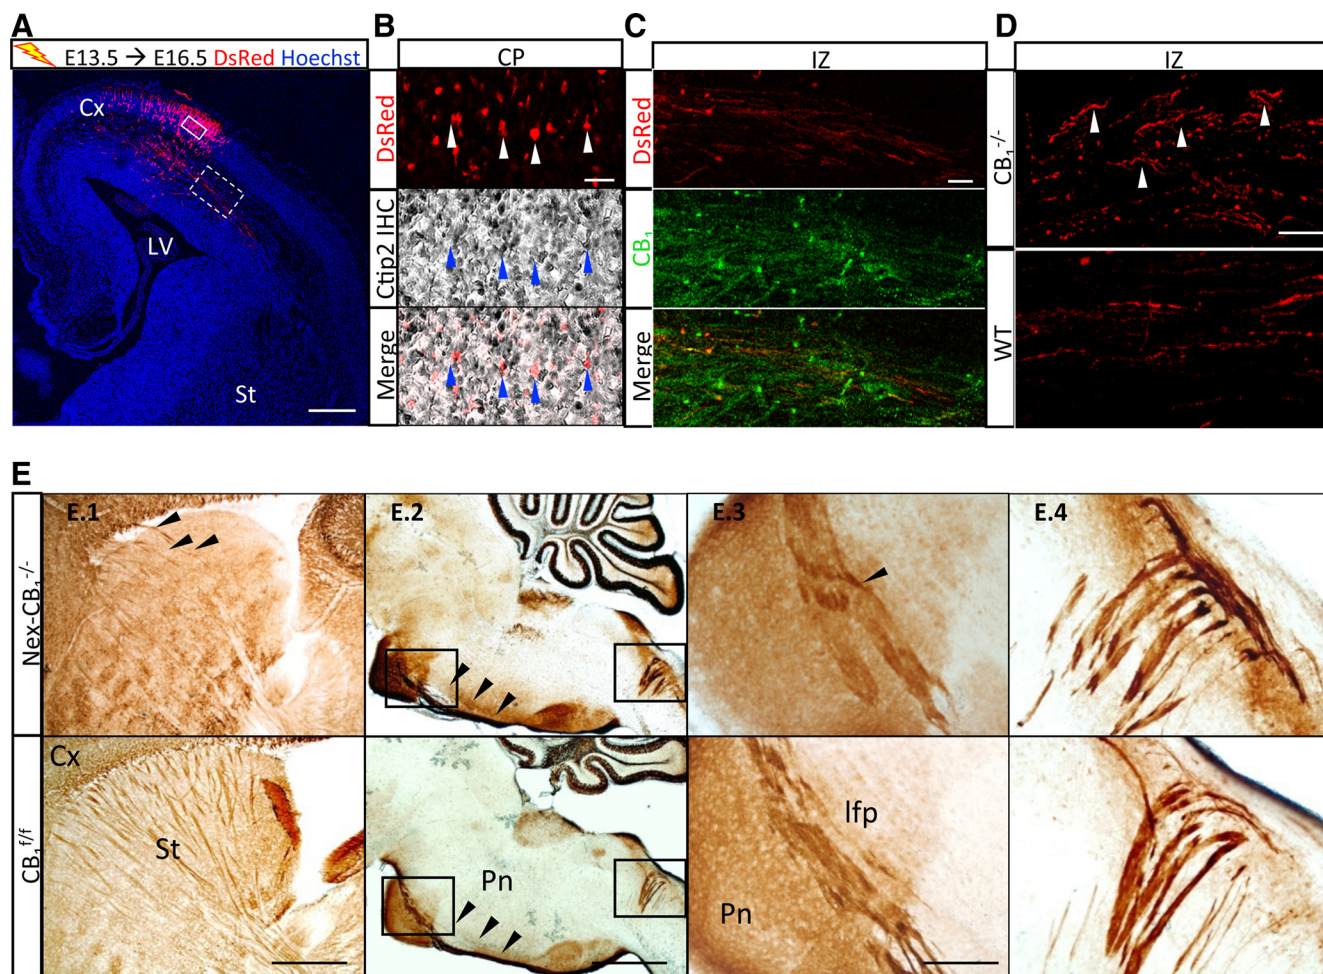 A
E13.5 → E16.5 DsRed Hoechst
Cx
LV
St
B
CP
DsRed
Ctip2 IHC
Merge
C
IZ
DsRed
CB₁
Merge
D
IZ
CB₁-/-
WT
E
Nex-CB₁-/-
E.1
E.2
E.3
E.4
CB₁f/f
Cx
St
Pn
Pn
lfp